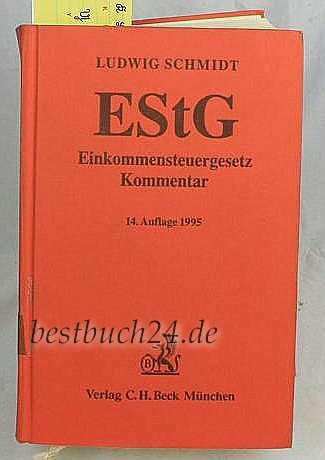 LUDWIG SCHMIDT
EStG
Einkommensteuergesetz
Kommentar
14. Auflage 1995
B
bestbuch24.de
Verlag C. H. Beck München